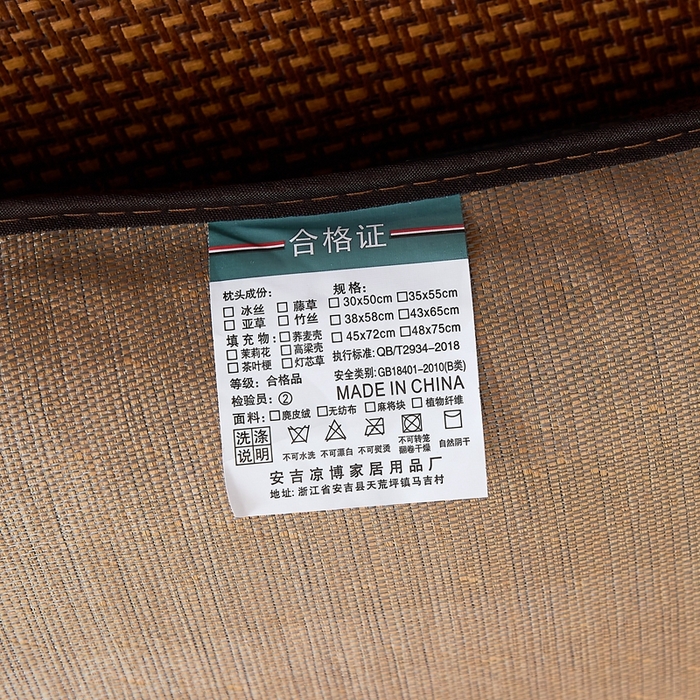 合格证
枕头成份:
□ 冰丝 □ 藤草
□ 亚草 □ 竹丝
填充物: □ 荞麦壳
□ 茉莉花 □ 高梁壳
□ 茶叶梗 □ 灯芯草
等级: 合格品
检验员: ②
规格:
□ 30x50cm □ 35x55cm
□ 38x58cm □ 43x65cm
□ 45x72cm □ 48x75cm
执行标准: QB/T2934-2018
安全类别: GB18401-2010(B类)
MADE IN CHINA
面料: □ 麂皮绒 □ 无纺布 □ 麻将块 □ 植物纤维
洗涤说明
不可水洗 不可漂白 不可熨烫 不可转笼翻卷干燥 自然阴干
安吉凉博家居用品厂
地址: 浙江省安吉县天荒坪镇马吉村